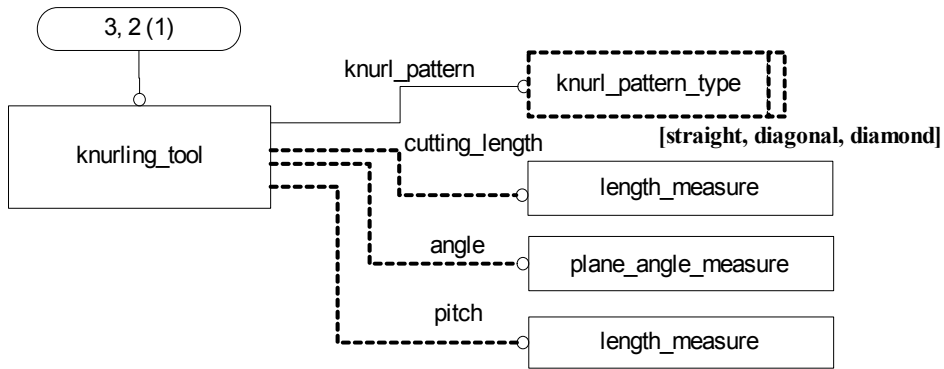 3, 2 (1)
knurl_pattern
knurl_pattern_type
[straight, diagonal, diamond]
knurling_tool
cutting_length
length_measure
angle
plane_angle_measure
pitch
length_measure